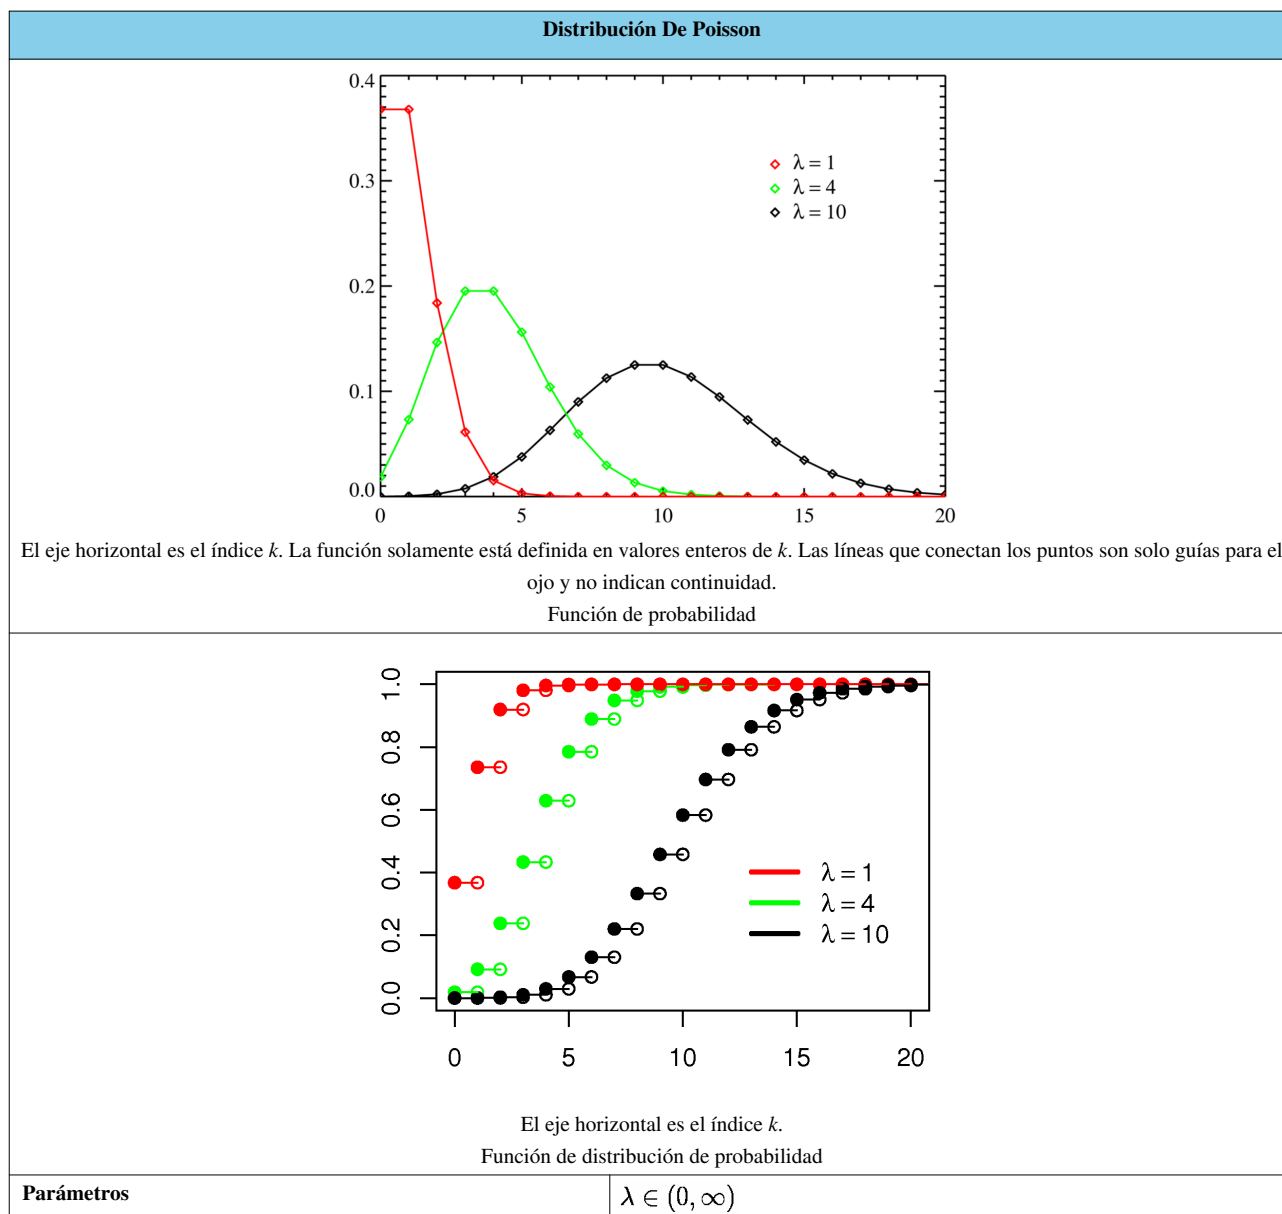 Distribución De Poisson
0.4
0.3
0.2
0.1
0.0
λ = 1
λ = 4
λ = 10
0 5 10 15 20
El eje horizontal es el índice k. La función solamente está definida en valores enteros de k. Las líneas que conectan los puntos son solo guías para el
ojo y no indican continuidad.
Función de probabilidad
1.0
0.8
0.6
0.4
0.2
0.0
λ = 1
λ = 4
λ = 10
0 5 10 15 20
El eje horizontal es el índice k.
Función de distribución de probabilidad
Parámetros λ ∈ (0, ∞)